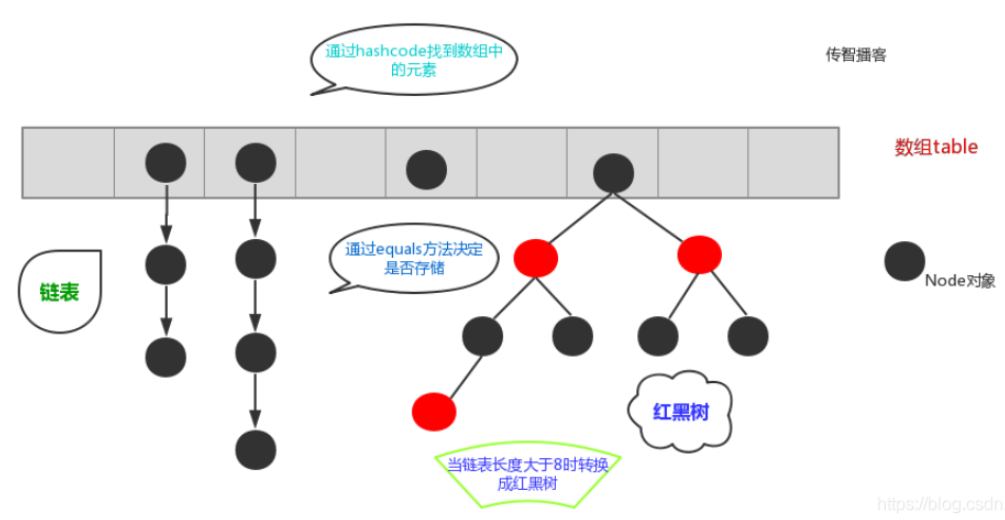 通过hashcode找到数组中
的元素
传智播客
数组table
通过equals方法决定
是否存储
链表
Node对象
红黑树
当链表长度大于8时转换
成红黑树
https://blog.csdn